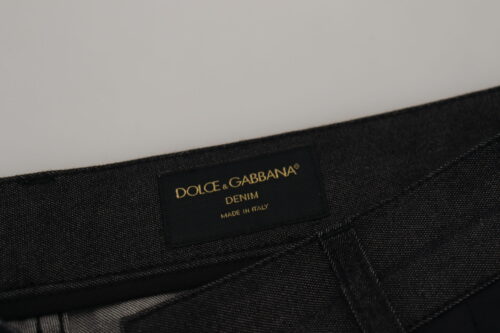 DOLCE & GABBANA®
DENIM
MADE IN ITALY